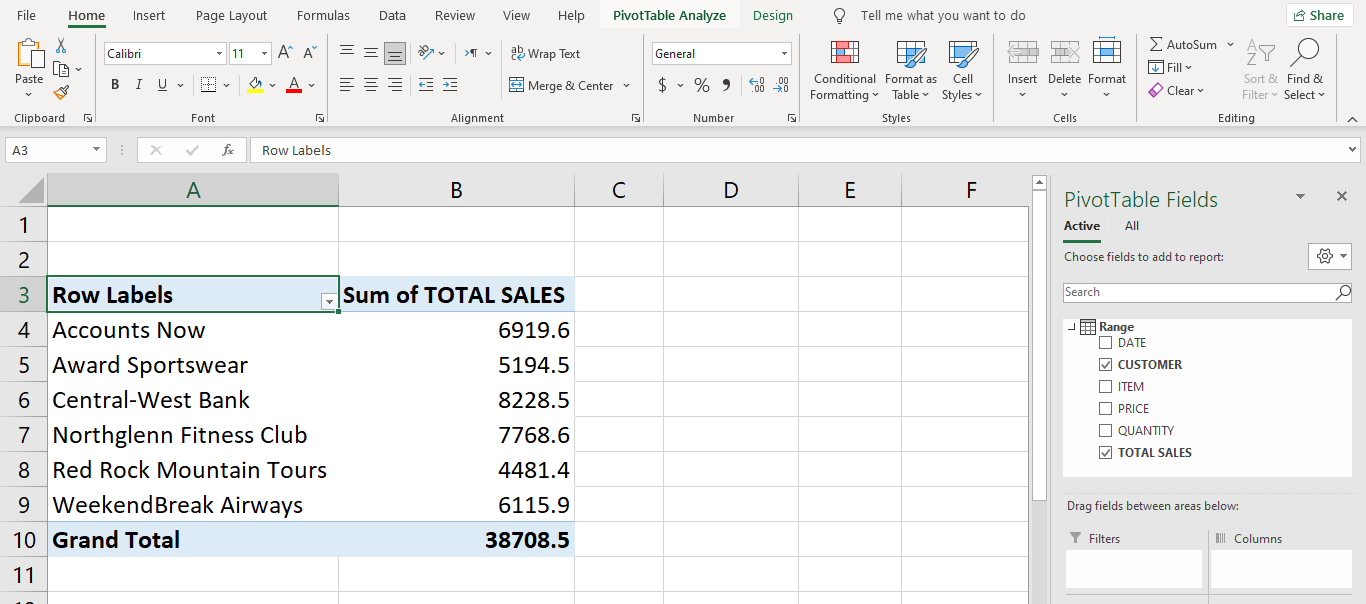 File Home Insert Page Layout Formulas Data Review View Help PivotTable Analyze Design Tell me what you want to do Share
Calibri 11 A^ A ab Wrap Text General Σ AutoSum
Paste B I U A Merge & Center $ % 9 Conditional Formatting Format as Table Cell Styles Insert Delete Format Fill Clear Sort & Filter Find & Select
Clipboard Font Alignment Number Styles Cells Editing
A3 fx Row Labels
A B C D E F
1
2
3 Row Labels Sum of TOTAL SALES
4 Accounts Now 6919.6
5 Award Sportswear 5194.5
6 Central-West Bank 8228.5
7 Northglenn Fitness Club 7768.6
8 Red Rock Mountain Tours 4481.4
9 WeekendBreak Airways 6115.9
10 Grand Total 38708.5
11
PivotTable Fields
Active All
Choose fields to add to report:
Search
Range
DATE
CUSTOMER
ITEM
PRICE
QUANTITY
TOTAL SALES
Drag fields between areas below:
Filters Columns